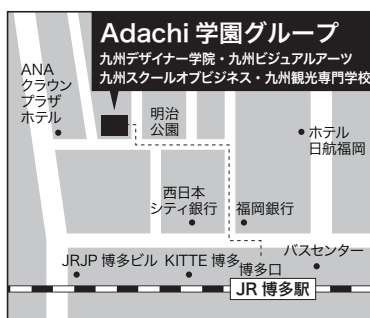 Adachi 学園グループ
九州デザイナー学院・九州ビジュアルアーツ
九州スクールオブビジネス・九州観光専門学校
ANA
クラウン
プラザ
ホテル
明治
公園
ホテル
日航福岡
西日本
シティ銀行
福岡銀行
JRJP 博多ビル
KITTE 博多
博多口
バスセンター
JR 博多駅